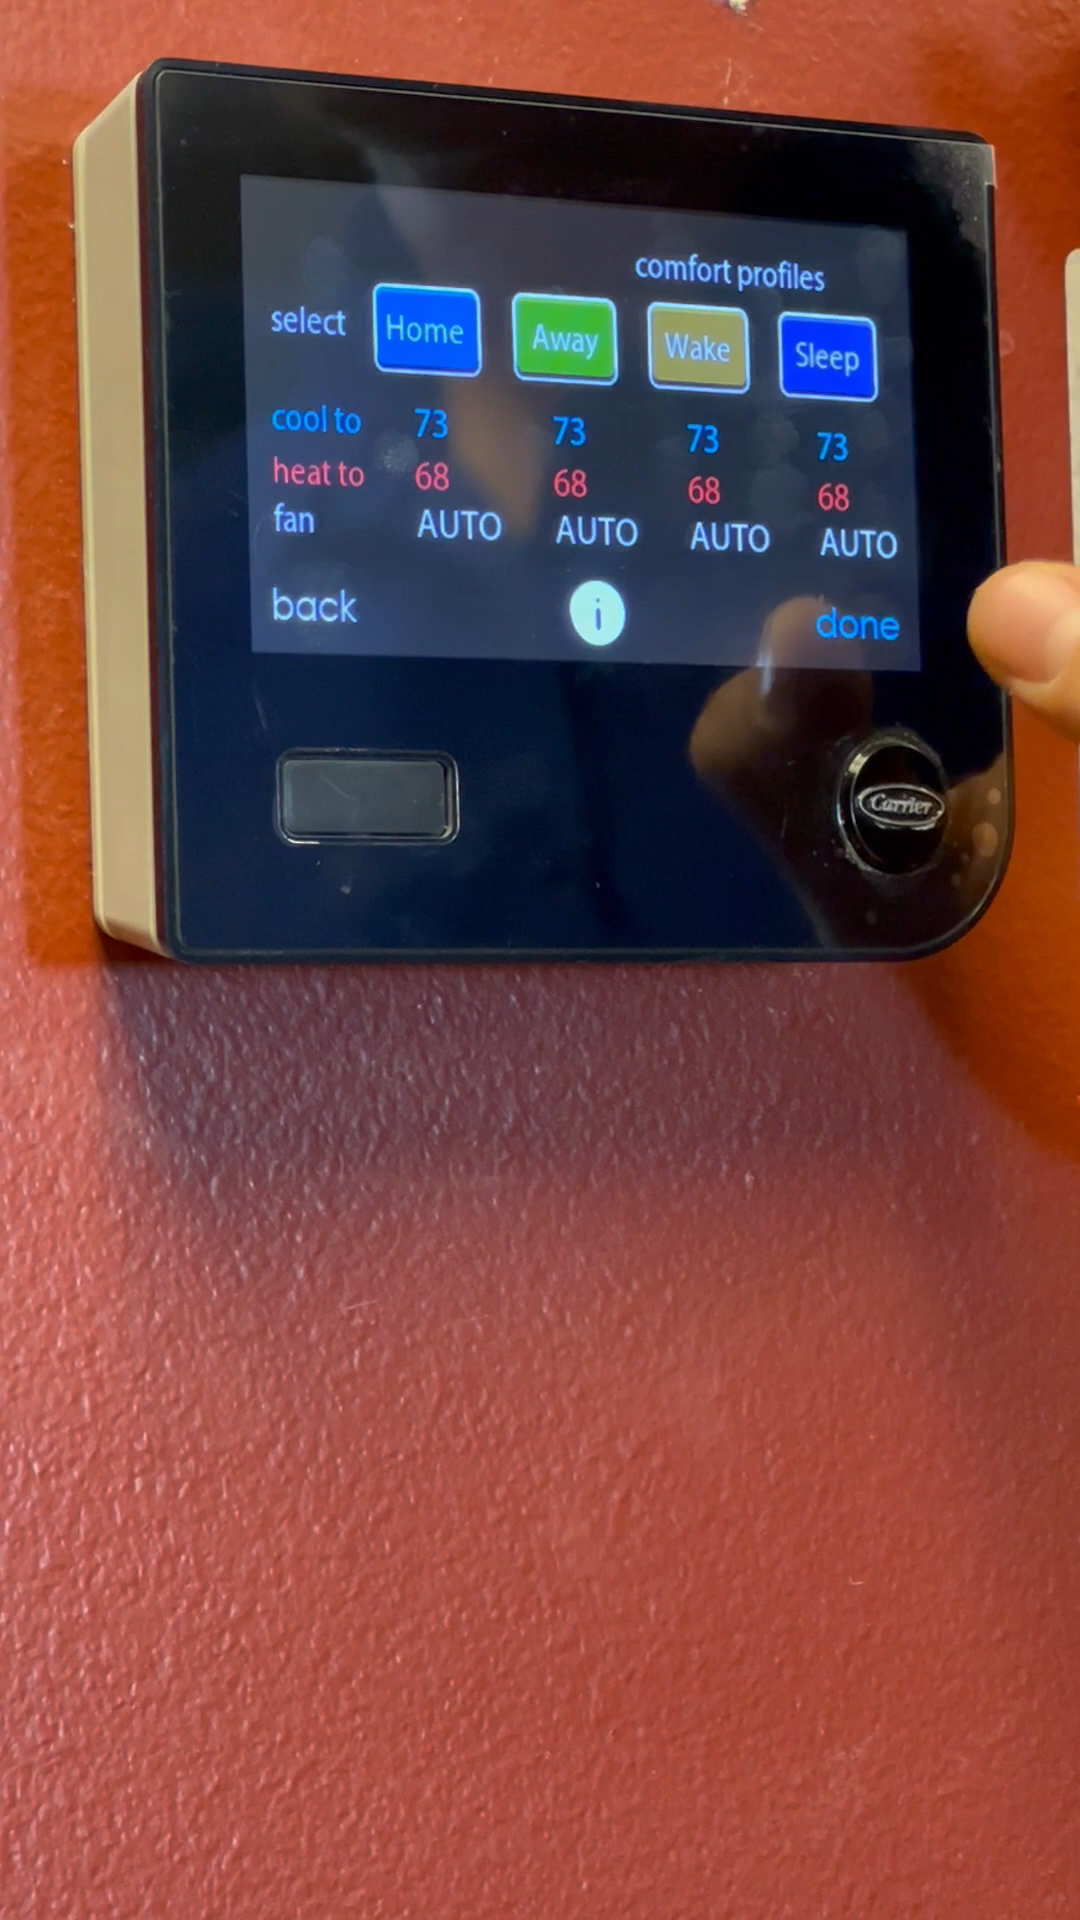 comfort profiles
select Home Away Wake Sleep
cool to 73 73 73 73
heat to 68 68 68 68
fan AUTO AUTO AUTO AUTO
back i done
Carrier